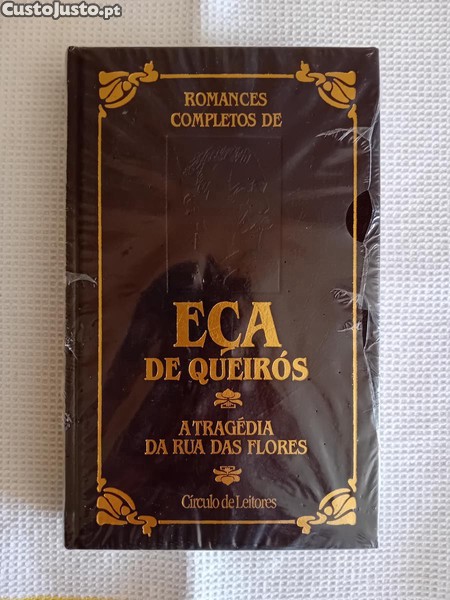 CustoJusto.pt
ROMANCES
COMPLETOS DE
EÇA
DE QUEIRÓS
A TRAGÉDIA
DA RUA DAS FLORES
Círculo de Leitores